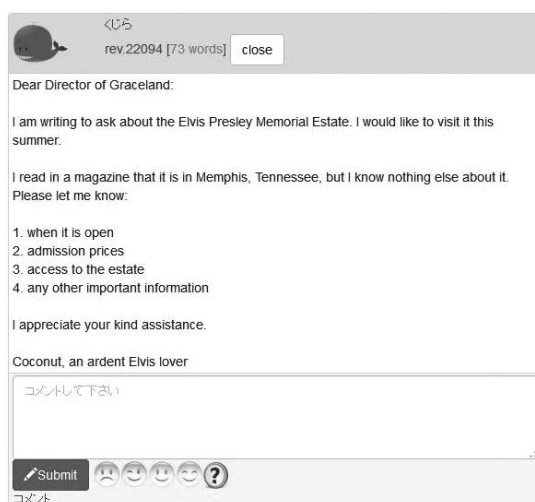 くじら
rev.22094 [73 words] close
Dear Director of Graceland:
I am writing to ask about the Elvis Presley Memorial Estate. I would like to visit it this
summer.
I read in a magazine that it is in Memphis, Tennessee, but I know nothing else about it.
Please let me know:
1. when it is open
2. admission prices
3. access to the estate
4. any other important information
I appreciate your kind assistance.
Coconut, an ardent Elvis lover
コメントして下さい
Submit ?
コメント